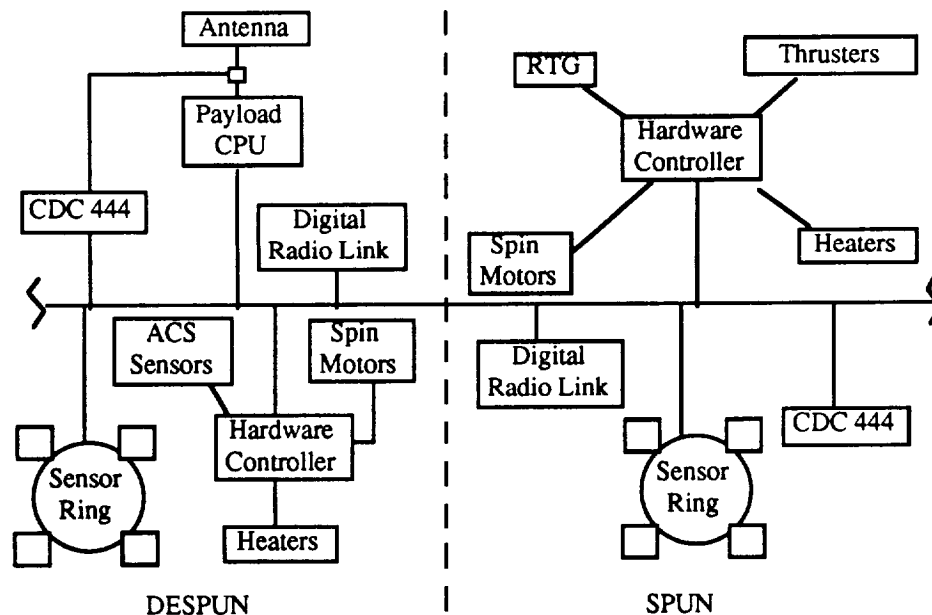 Antenna
Payload
CPU
CDC 444
Digital
Radio Link
ACS
Sensors
Spin
Motors
Hardware
Controller
Sensor
Ring
Heaters
DESPUN
RTG
Thrusters
Hardware
Controller
Spin
Motors
Heaters
Digital
Radio Link
CDC 444
Sensor
Ring
SPUN